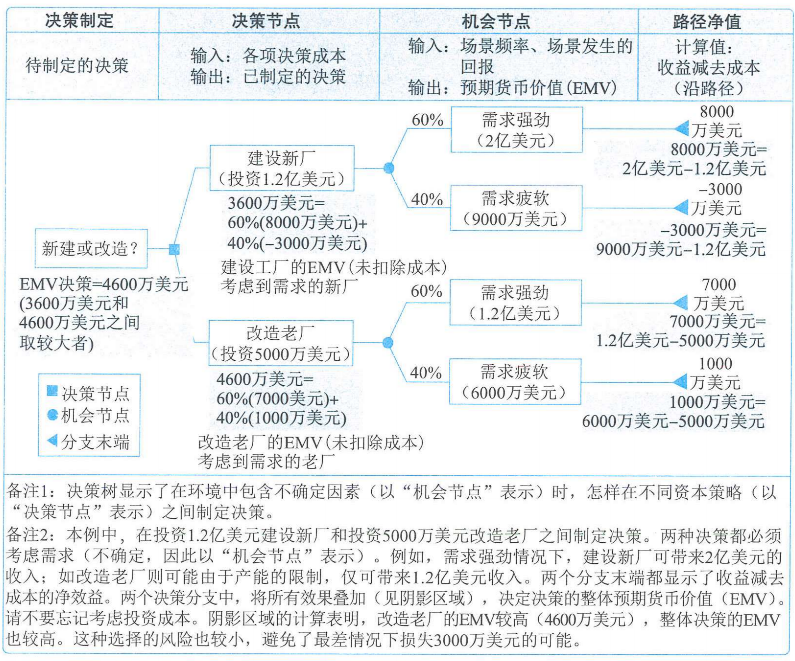 决策制定
决策节点
机会节点
路径净值
待制定的决策
输入：各项决策成本
输出：已制定的决策
输入：场景频率、场景发生的
回报
输出：预期货币价值(EMV)
计算值：
收益减去成本
（沿路径）
新建或改造？
EMV决策=4600万美元
(3600万美元和
4600万美元之间
取较大者)
建设新厂
（投资1.2亿美元）
3600万美元=
60%(8000万美元)+
40%(-3000万美元)
建设工厂的EMV(未扣除成本)
考虑到需求的新厂
60%
需求强劲
（2亿美元）
8000
万美元
8000万美元=
2亿美元-1.2亿美元
40%
需求疲软
（9000万美元）
-3000
万美元
-3000万美元=
9000万美元-1.2亿美元
改造老厂
（投资5000万美元）
4600万美元=
60%(7000万美元)+
40%(1000万美元)
改造老厂的EMV(未扣除成本)
考虑到需求的老厂
60%
需求强劲
（1.2亿美元）
7000
万美元
7000万美元=
1.2亿美元-5000万美元
40%
需求疲软
（6000万美元）
1000
万美元
1000万美元=
6000万美元-5000万美元
决策节点
机会节点
分支末端
备注1：决策树显示了在环境中包含不确定因素（以“机会节点”表示）时，怎样在不同资本策略（以
“决策节点”表示）之间制定决策。
备注2：本例中，在投资1.2亿美元建设新厂和投资5000万美元改造老厂之间制定决策。两种决策都必须
考虑需求（不确定，因此以“机会节点”表示）。例如，需求强劲情况下，建设新厂可带来2亿美元的
收入；如改造老厂则可能由于产能的限制，仅可带来1.2亿美元收入。两个分支末端都显示了收益减去
成本的净效益。两个决策分支中，将所有效果叠加（见阴影区域），决定决策的整体预期货币价值（EMV）。
请不要忘记考虑投资成本。阴影区域的计算表明，改造老厂的EMV较高（4600万美元），整体决策的EMV
也较高。这种选择的风险也较小，避免了最差情况下损失3000万美元的可能。